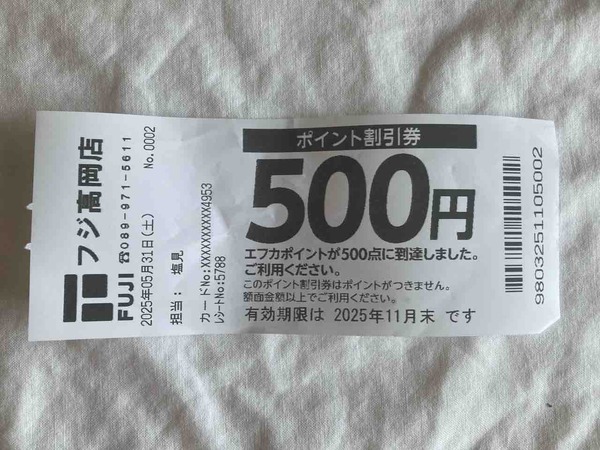 フジ高岡店
FUJI ☎089-971-5611
2025年05月31日(土) No.0002
担当: 塩見
カードNo:XXXXXXXXXXXX4953
レシートNo:5788
ポイント割引券
500円
エフカポイントが500点に到達しました。
ご利用ください。
このポイント割引券はポイントがつきません。
額面金額以上でご利用ください。
有効期限は 2025年11月末 です
9803251105002